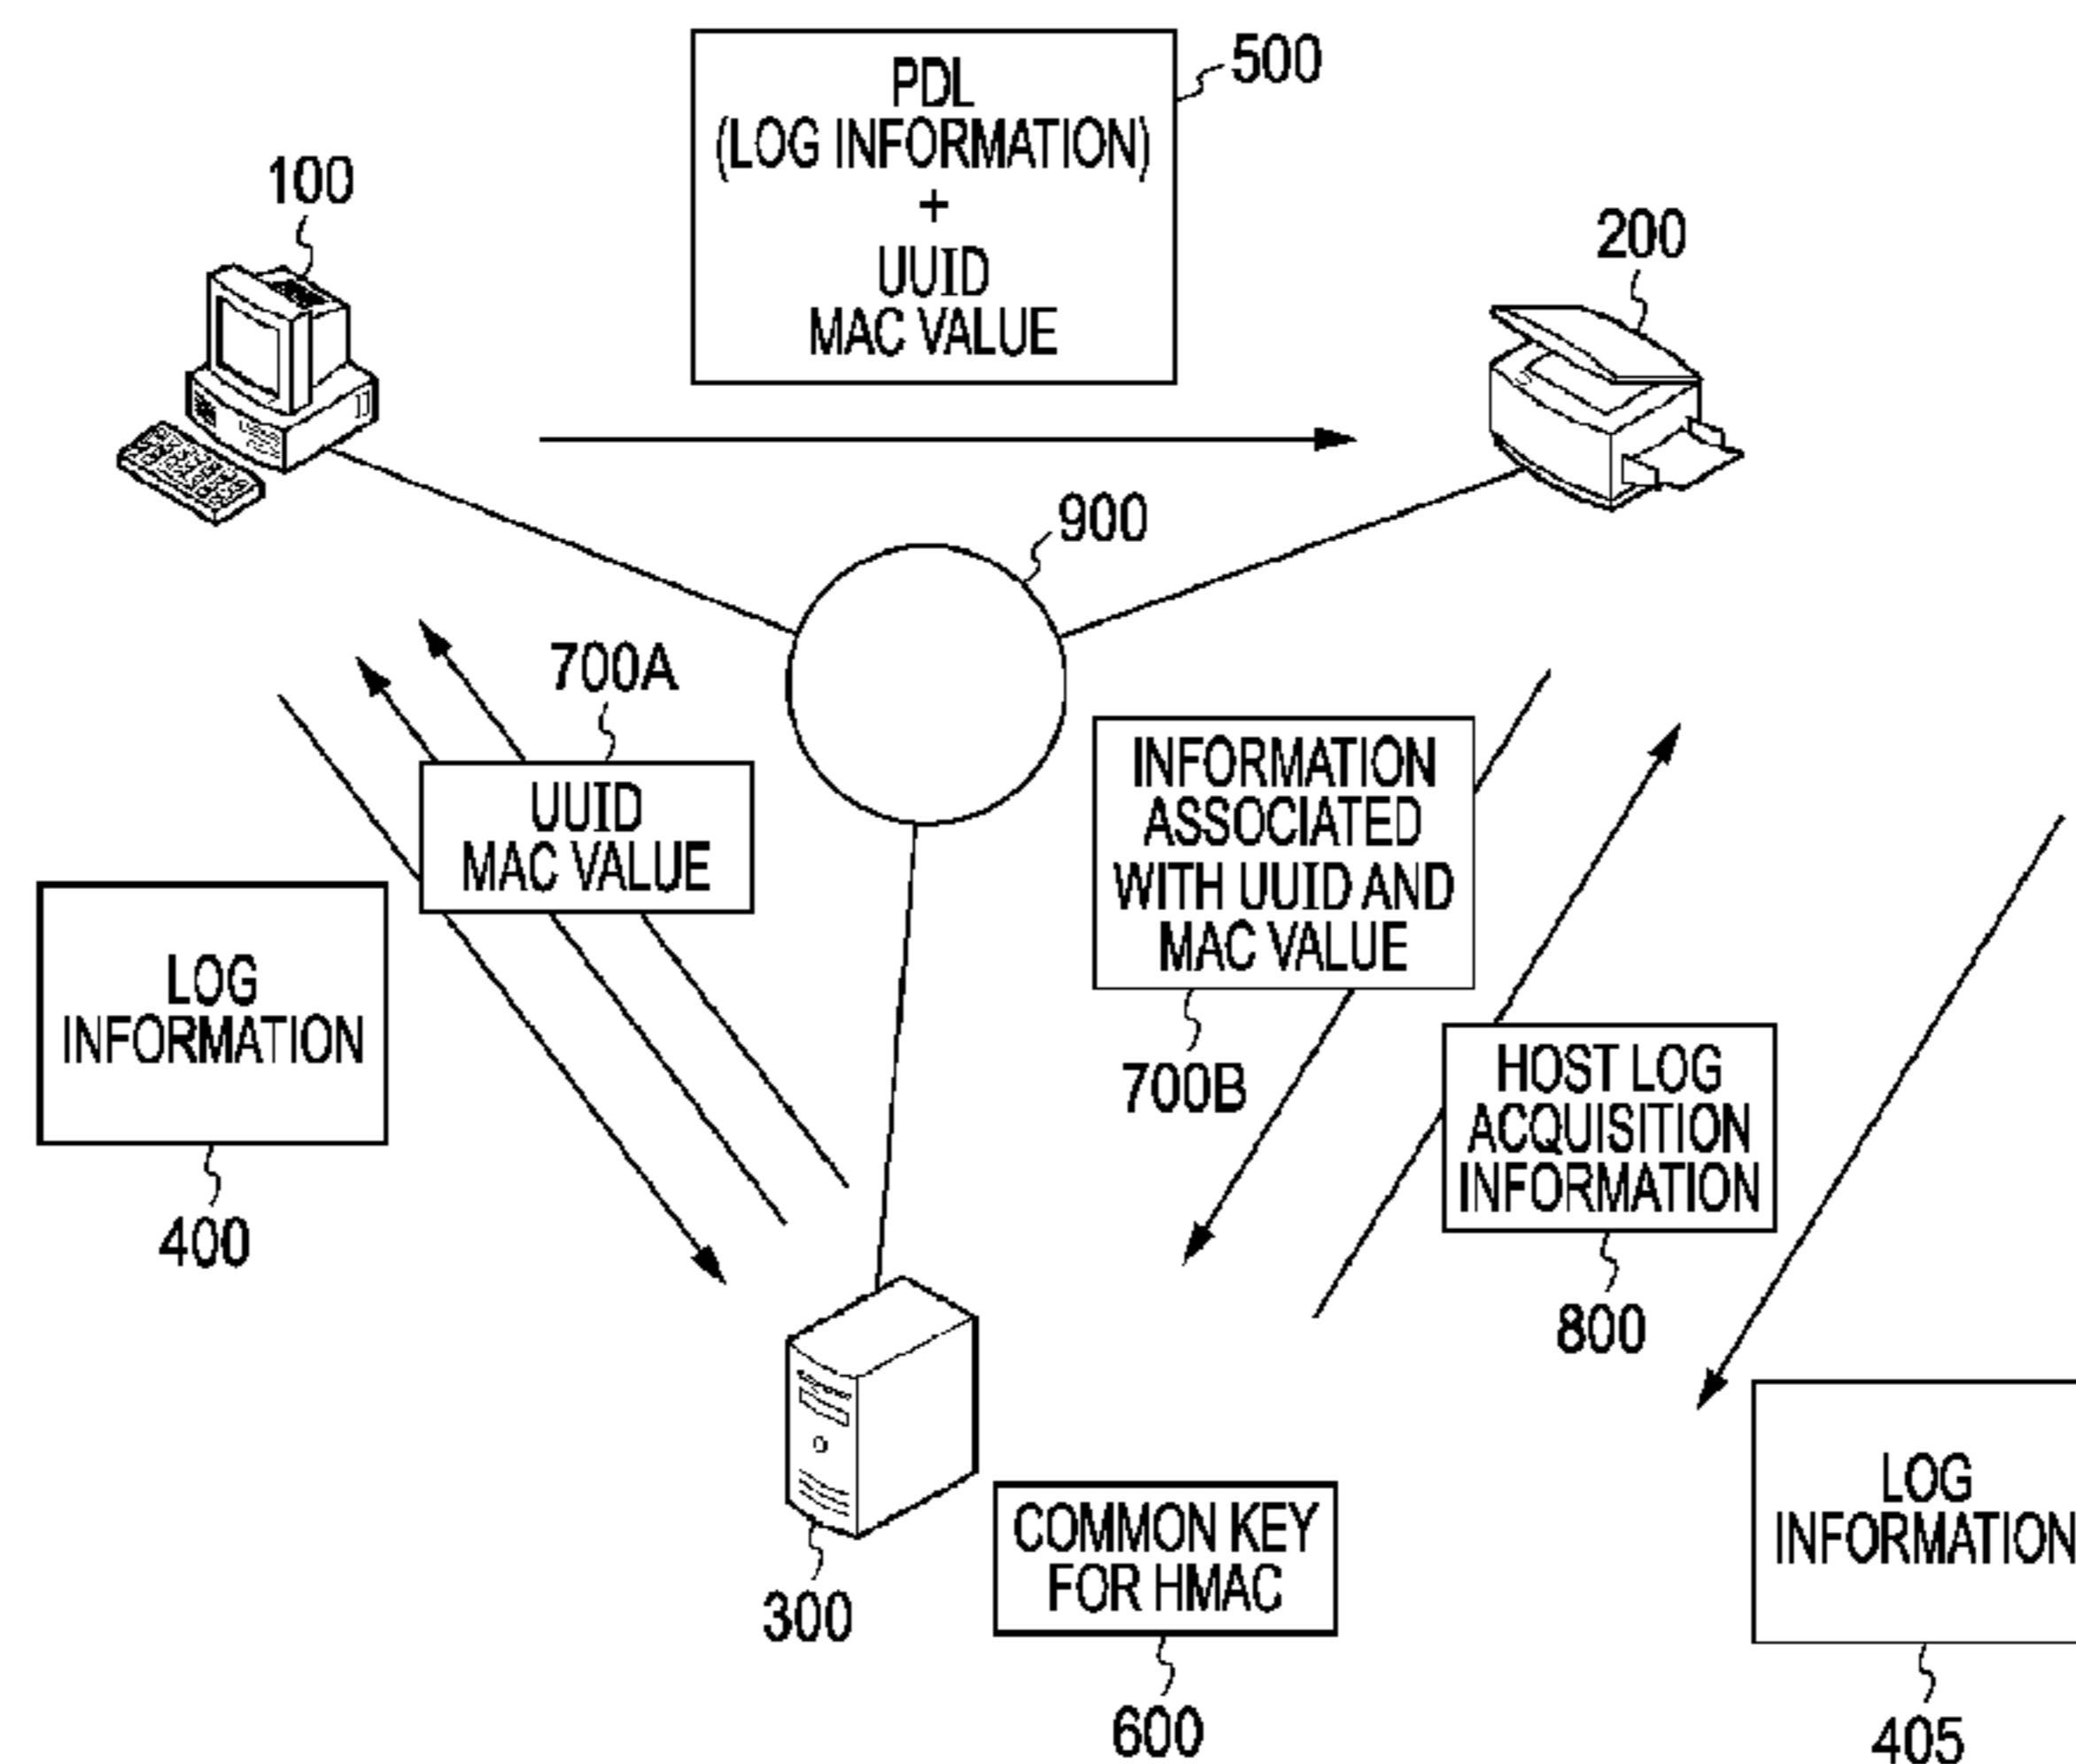 PDL
(LOG INFORMATION)
+
UUID
MAC VALUE
500
100
200
900
700A
UUID
MAC VALUE
INFORMATION
ASSOCIATED
WITH UUID AND
MAC VALUE
700B
LOG
INFORMATION
400
HOST LOG
ACQUISITION
INFORMATION
800
300
COMMON KEY
FOR HMAC
600
LOG
INFORMATION
405